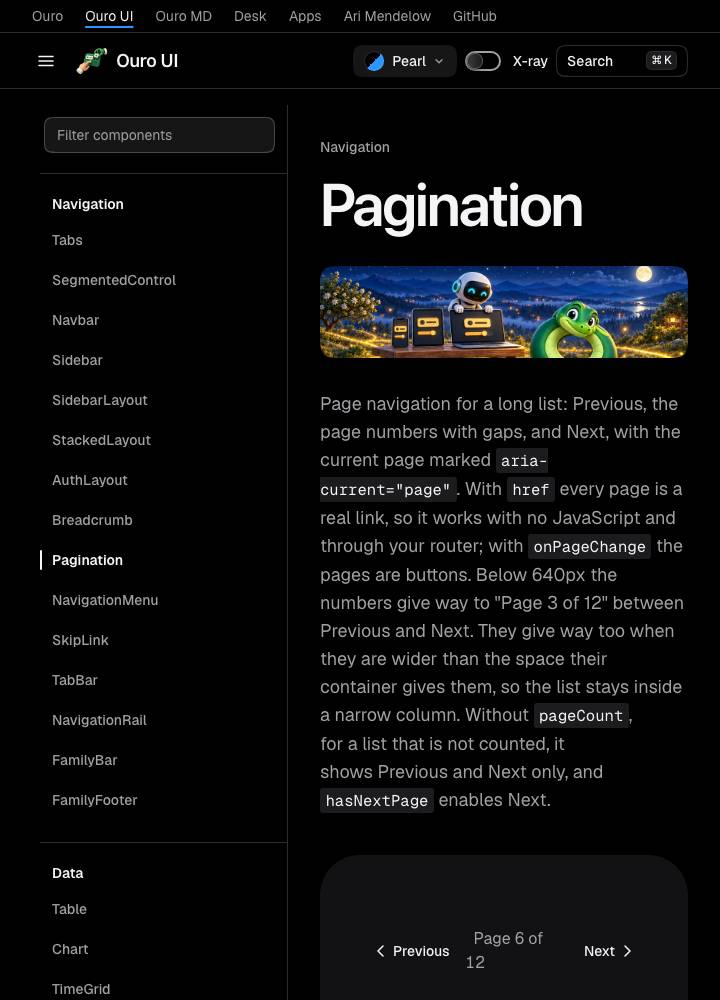 Ouro Ouro UI Ouro MD Desk Apps Ari Mendelow GitHub
Ouro UI Pearl X-ray Search ⌘ K
Filter components
Navigation
Tabs
SegmentedControl
Navbar
Sidebar
SidebarLayout
StackedLayout
AuthLayout
Breadcrumb
Pagination
NavigationMenu
SkipLink
TabBar
NavigationRail
FamilyBar
FamilyFooter
Data
Table
Chart
TimeGrid
Navigation
Pagination
Page navigation for a long list: Previous, the
page numbers with gaps, and Next, with the
current page marked aria-
current="page". With href every page is a
real link, so it works with no JavaScript and
through your router; with onPageChange the
pages are buttons. Below 640px the
numbers give way to "Page 3 of 12" between
Previous and Next. They give way too when
they are wider than the space their
container gives them, so the list stays inside
a narrow column. Without pageCount,
for a list that is not counted, it
shows Previous and Next only, and
hasNextPage enables Next.
Previous Page 6 of
12 Next